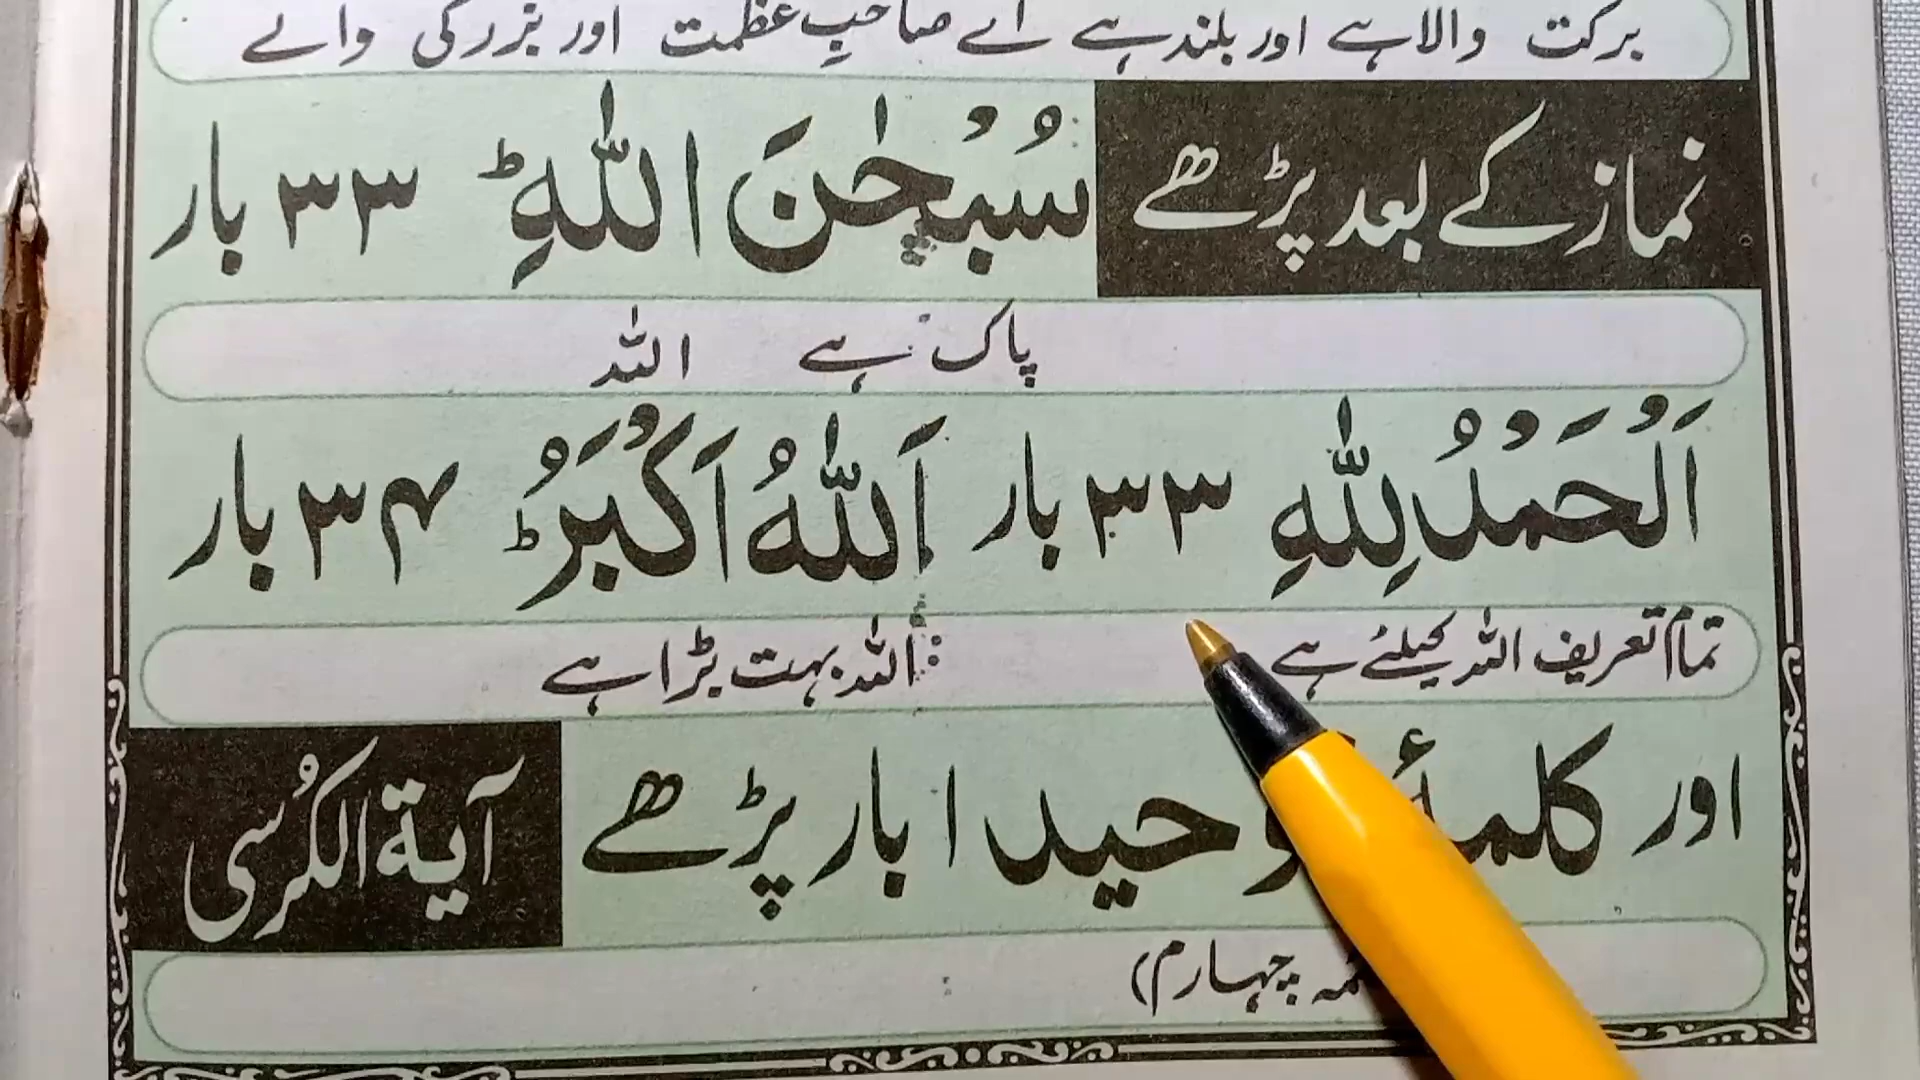 برکت والا ہے اور بلند ہے اے صاحبِ عظمت اور بزرگی والے
نماز کے بعد پڑھے سُبْحٰنَ اللّٰهِ ؕ ۳۳ بار
پاک ہے اللہ
اَلْحَمْدُ لِلّٰهِ ۳۳ بار اَللّٰهُ اَكْبَرُ ؕ ۳۴ بار
تمام تعریف اللہ کیلئے ہے اللہ بہت بڑا ہے
اور کلمۂ توحید ۱ بار پڑھے آیۃ الکُرسی
چہارم)